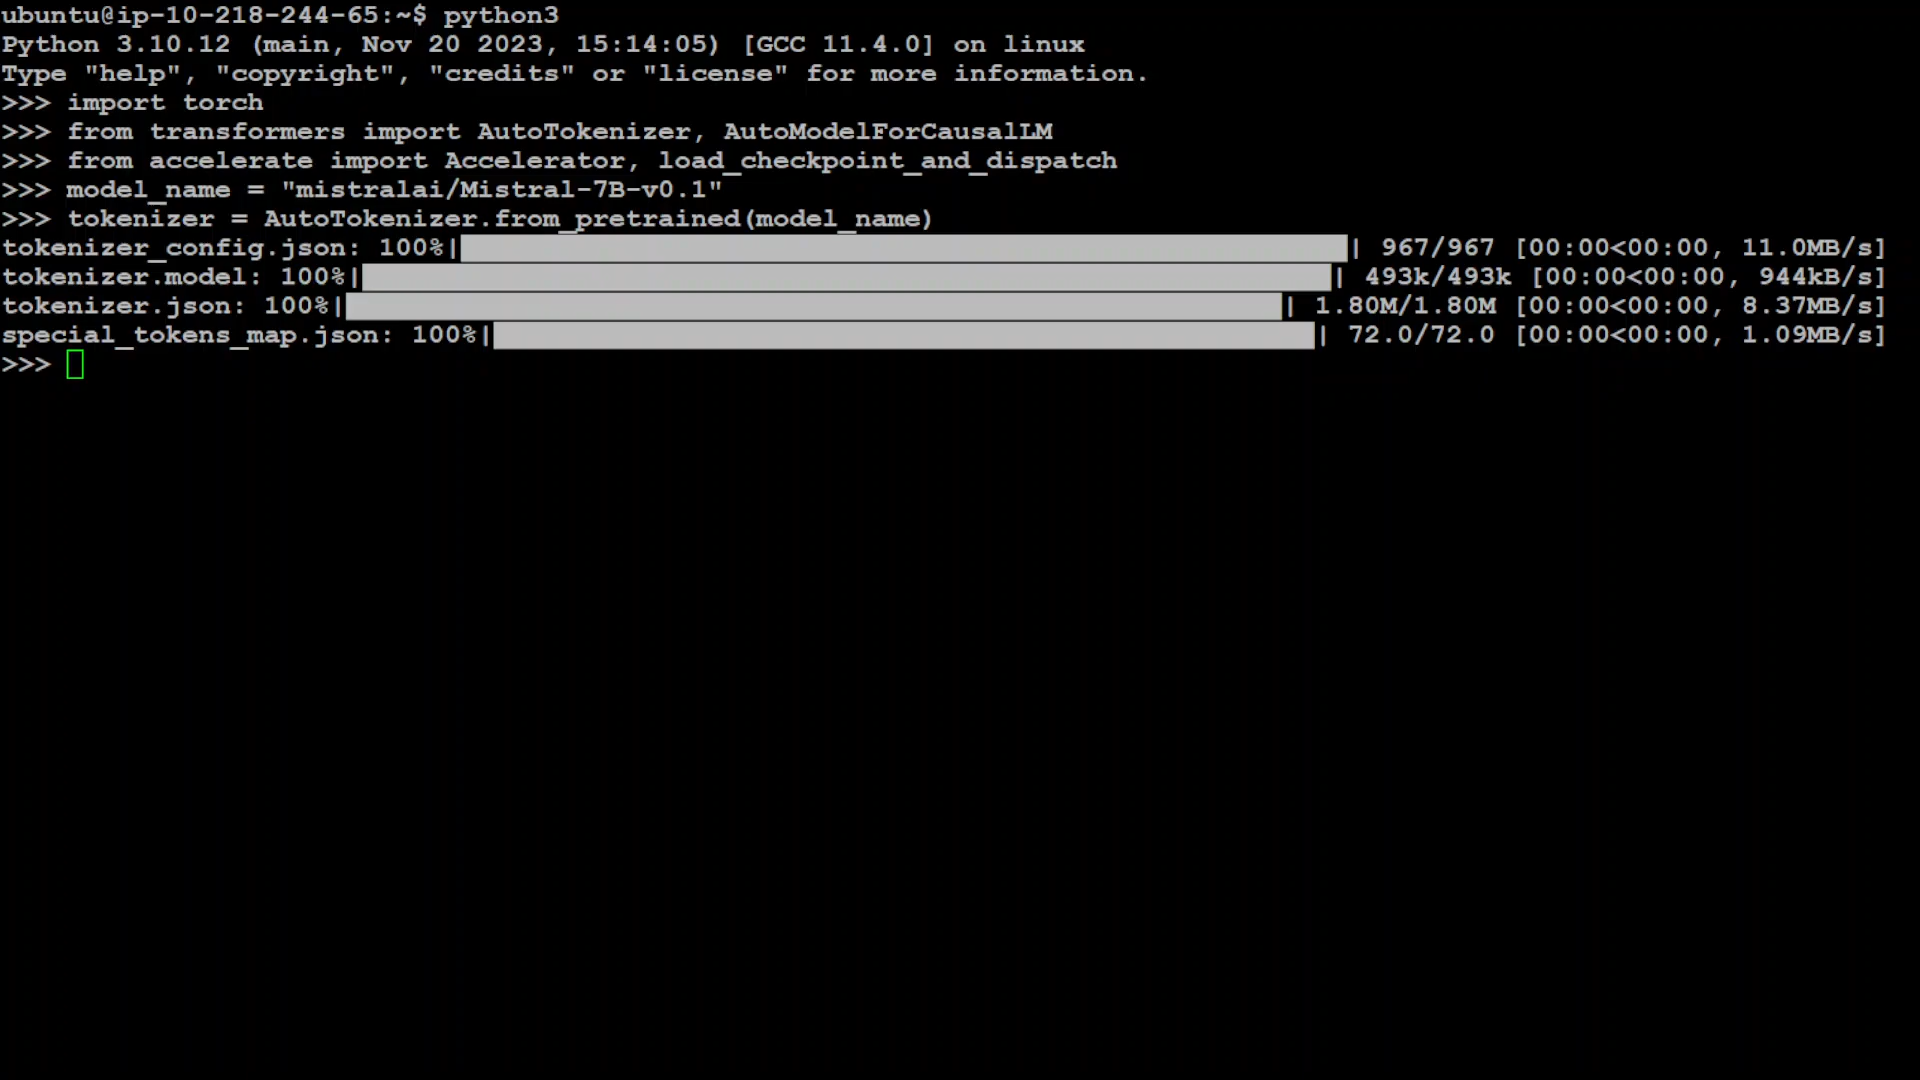 ubuntu@ip-10-218-244-65:~$ python3
Python 3.10.12 (main, Nov 20 2023, 15:14:05) [GCC 11.4.0] on linux
Type "help", "copyright", "credits" or "license" for more information.
>>> import torch
>>> from transformers import AutoTokenizer, AutoModelForCausalLM
>>> from accelerate import Accelerator, load_checkpoint_and_dispatch
>>> model_name = "mistralai/Mistral-7B-v0.1"
>>> tokenizer = AutoTokenizer.from_pretrained(model_name)
tokenizer_config.json: 100%| | 967/967 [00:00<00:00, 11.0MB/s]
tokenizer.model: 100%| | 493k/493k [00:00<00:00, 944kB/s]
tokenizer.json: 100%| | 1.80M/1.80M [00:00<00:00, 8.37MB/s]
special_tokens_map.json: 100%| | 72.0/72.0 [00:00<00:00, 1.09MB/s]
>>>